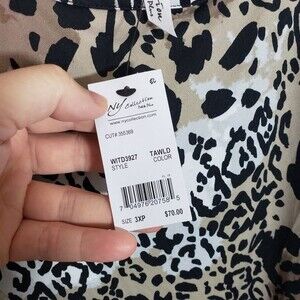 NY Collection
www.nycollection.com
CUT# 355369
WITD3927 TAWLD
STYLE COLOR
7 04976 20758 5
SIZE 3XP $70.00